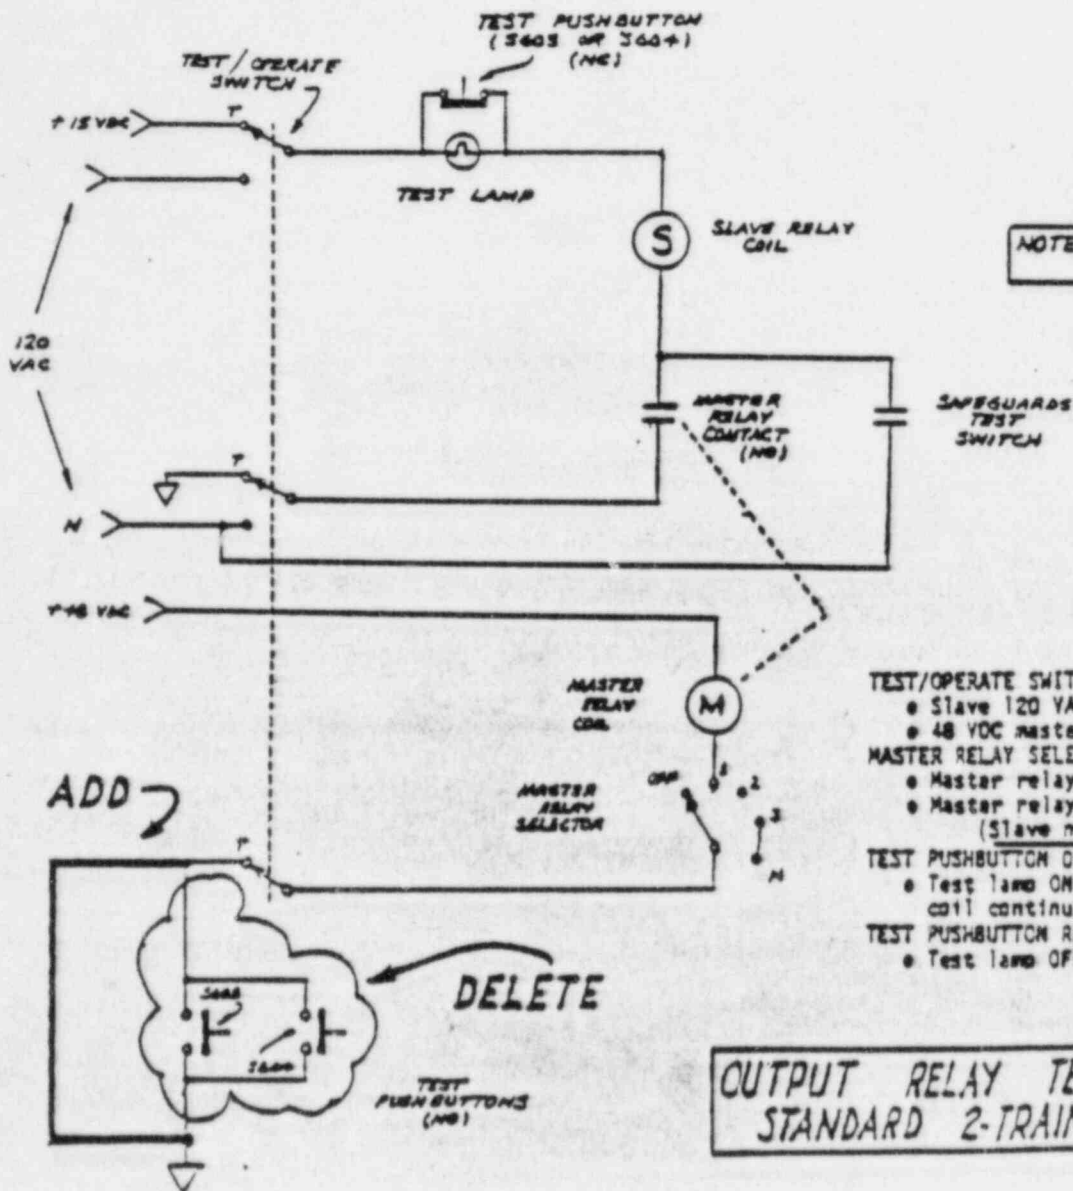 TEST PUSHBUTTON
(S603 OR S604)
(NC)
TEST/OPERATE
SWITCH
+15 VDC
T
TEST LAMP
S
SLAVE RELAY
COIL
NOTE
120
VAC
MASTER
RELAY
CONTACT
(NO)
SAFEGUARDS
TEST
SWITCH
T
N
+48 VDC
MASTER
RELAY
COIL
M
TEST/OPERATE SWIT
• Slave 120 VA
• 48 VDC maste
MASTER RELAY SELE
• Master relay
• Master relay
(Slave m
TEST PUSHBUTTON D
• Test lamp ON
coil continu
TEST PUSHBUTTON R
• Test lamp OF
OFF
1
2
3
N
MASTER
RELAY
SELECTOR
ADD
T
DELETE
S603
S604
TEST
PUSHBUTTONS
(NO)
OUTPUT RELAY TE
STANDARD 2-TRAIN